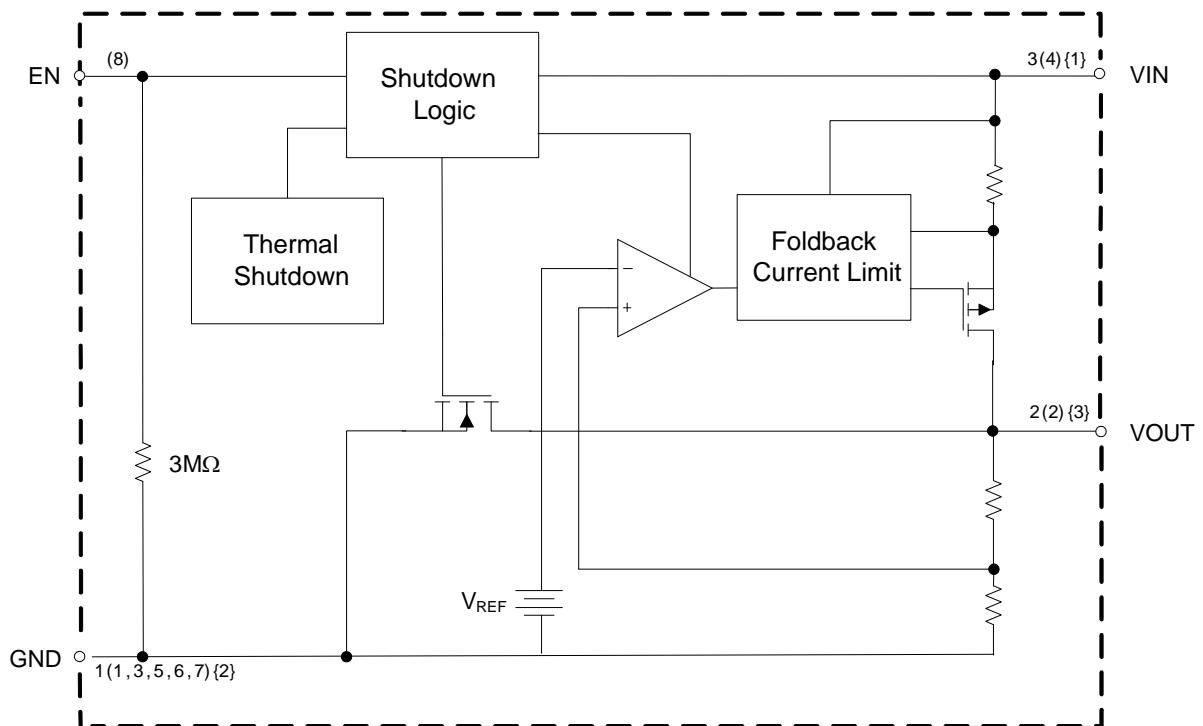 EN
(8)
Shutdown
Logic
3(4){1}
VIN
Thermal
Shutdown
Foldback
Current Limit
−
+
2(2){3}
VOUT
3MΩ
VREF
GND
1(1,3,5,6,7){2}